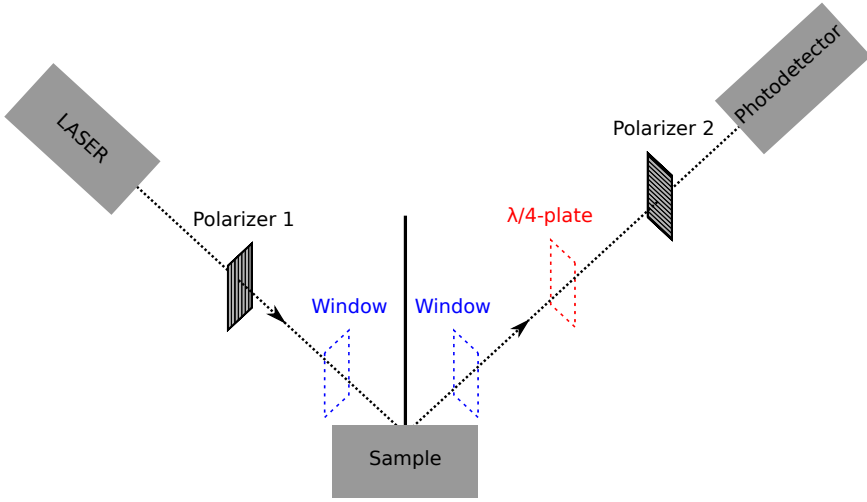 LASER
Photodetector
Polarizer 1
Polarizer 2
λ/4-plate
Window
Window
Sample